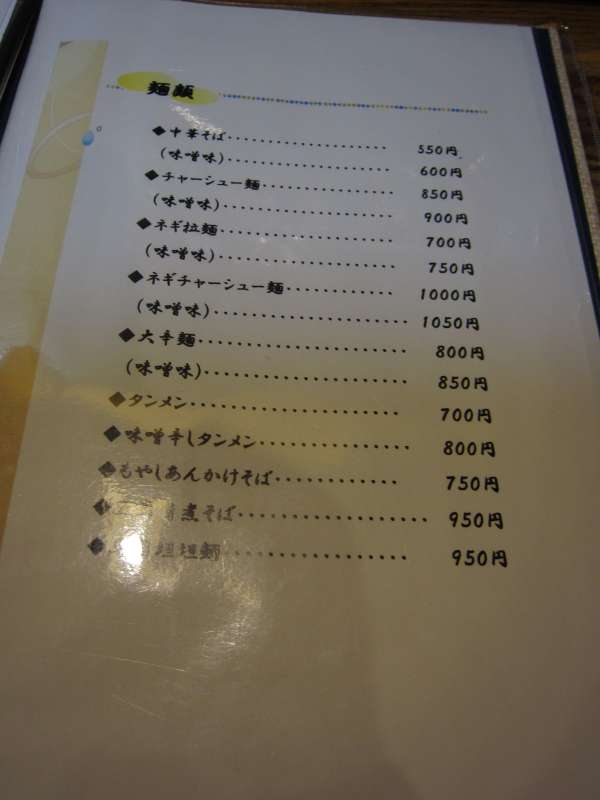 麺類
◆中華そば・・・・・・・・・・・・・・・・・・・ 550円
(味噌味)・・・・・・・・・・・・・・・・・・・ 600円
◆チャーシュー麺・・・・・・・・・・・・・・・ 850円
(味噌味)・・・・・・・・・・・・・・・・・・・ 900円
◆ネギ拉麺・・・・・・・・・・・・・・・・・・・ 700円
(味噌味)・・・・・・・・・・・・・・・・・・・ 750円
◆ネギチャーシュー麺・・・・・・・・・・・・ 1000円
(味噌味)・・・・・・・・・・・・・・・・・・・ 1050円
◆大辛麺・・・・・・・・・・・・・・・・・・・・ 800円
(味噌味)・・・・・・・・・・・・・・・・・・・ 850円
◆タンメン・・・・・・・・・・・・・・・・・・・ 700円
◆味噌辛しタンメン・・・・・・・・・・・・・ 800円
◆もやしあんかけそば・・・・・・・・・・・・ 750円
◆煮そば・・・・・・・・・・・・・・・・・・・ 950円
◆坦坦麺・・・・・・・・・・・・・・・・・・・ 950円